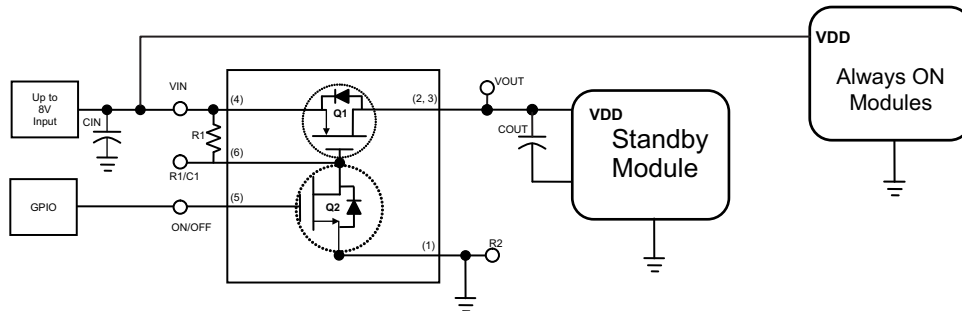 VDD
Always ON
Modules
Up to
8V
Input
CIN
VIN
(4)
Q1
(2, 3)
VOUT
COUT
VDD
Standby
Module
R1
(6)
R1/C1
GPIO
(5)
ON/OFF
Q2
(1)
R2